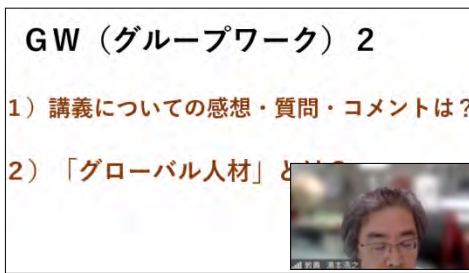 GW（グループワーク）2
1）講義についての感想・質問・コメントは？
2）「グローバル人材」とは？